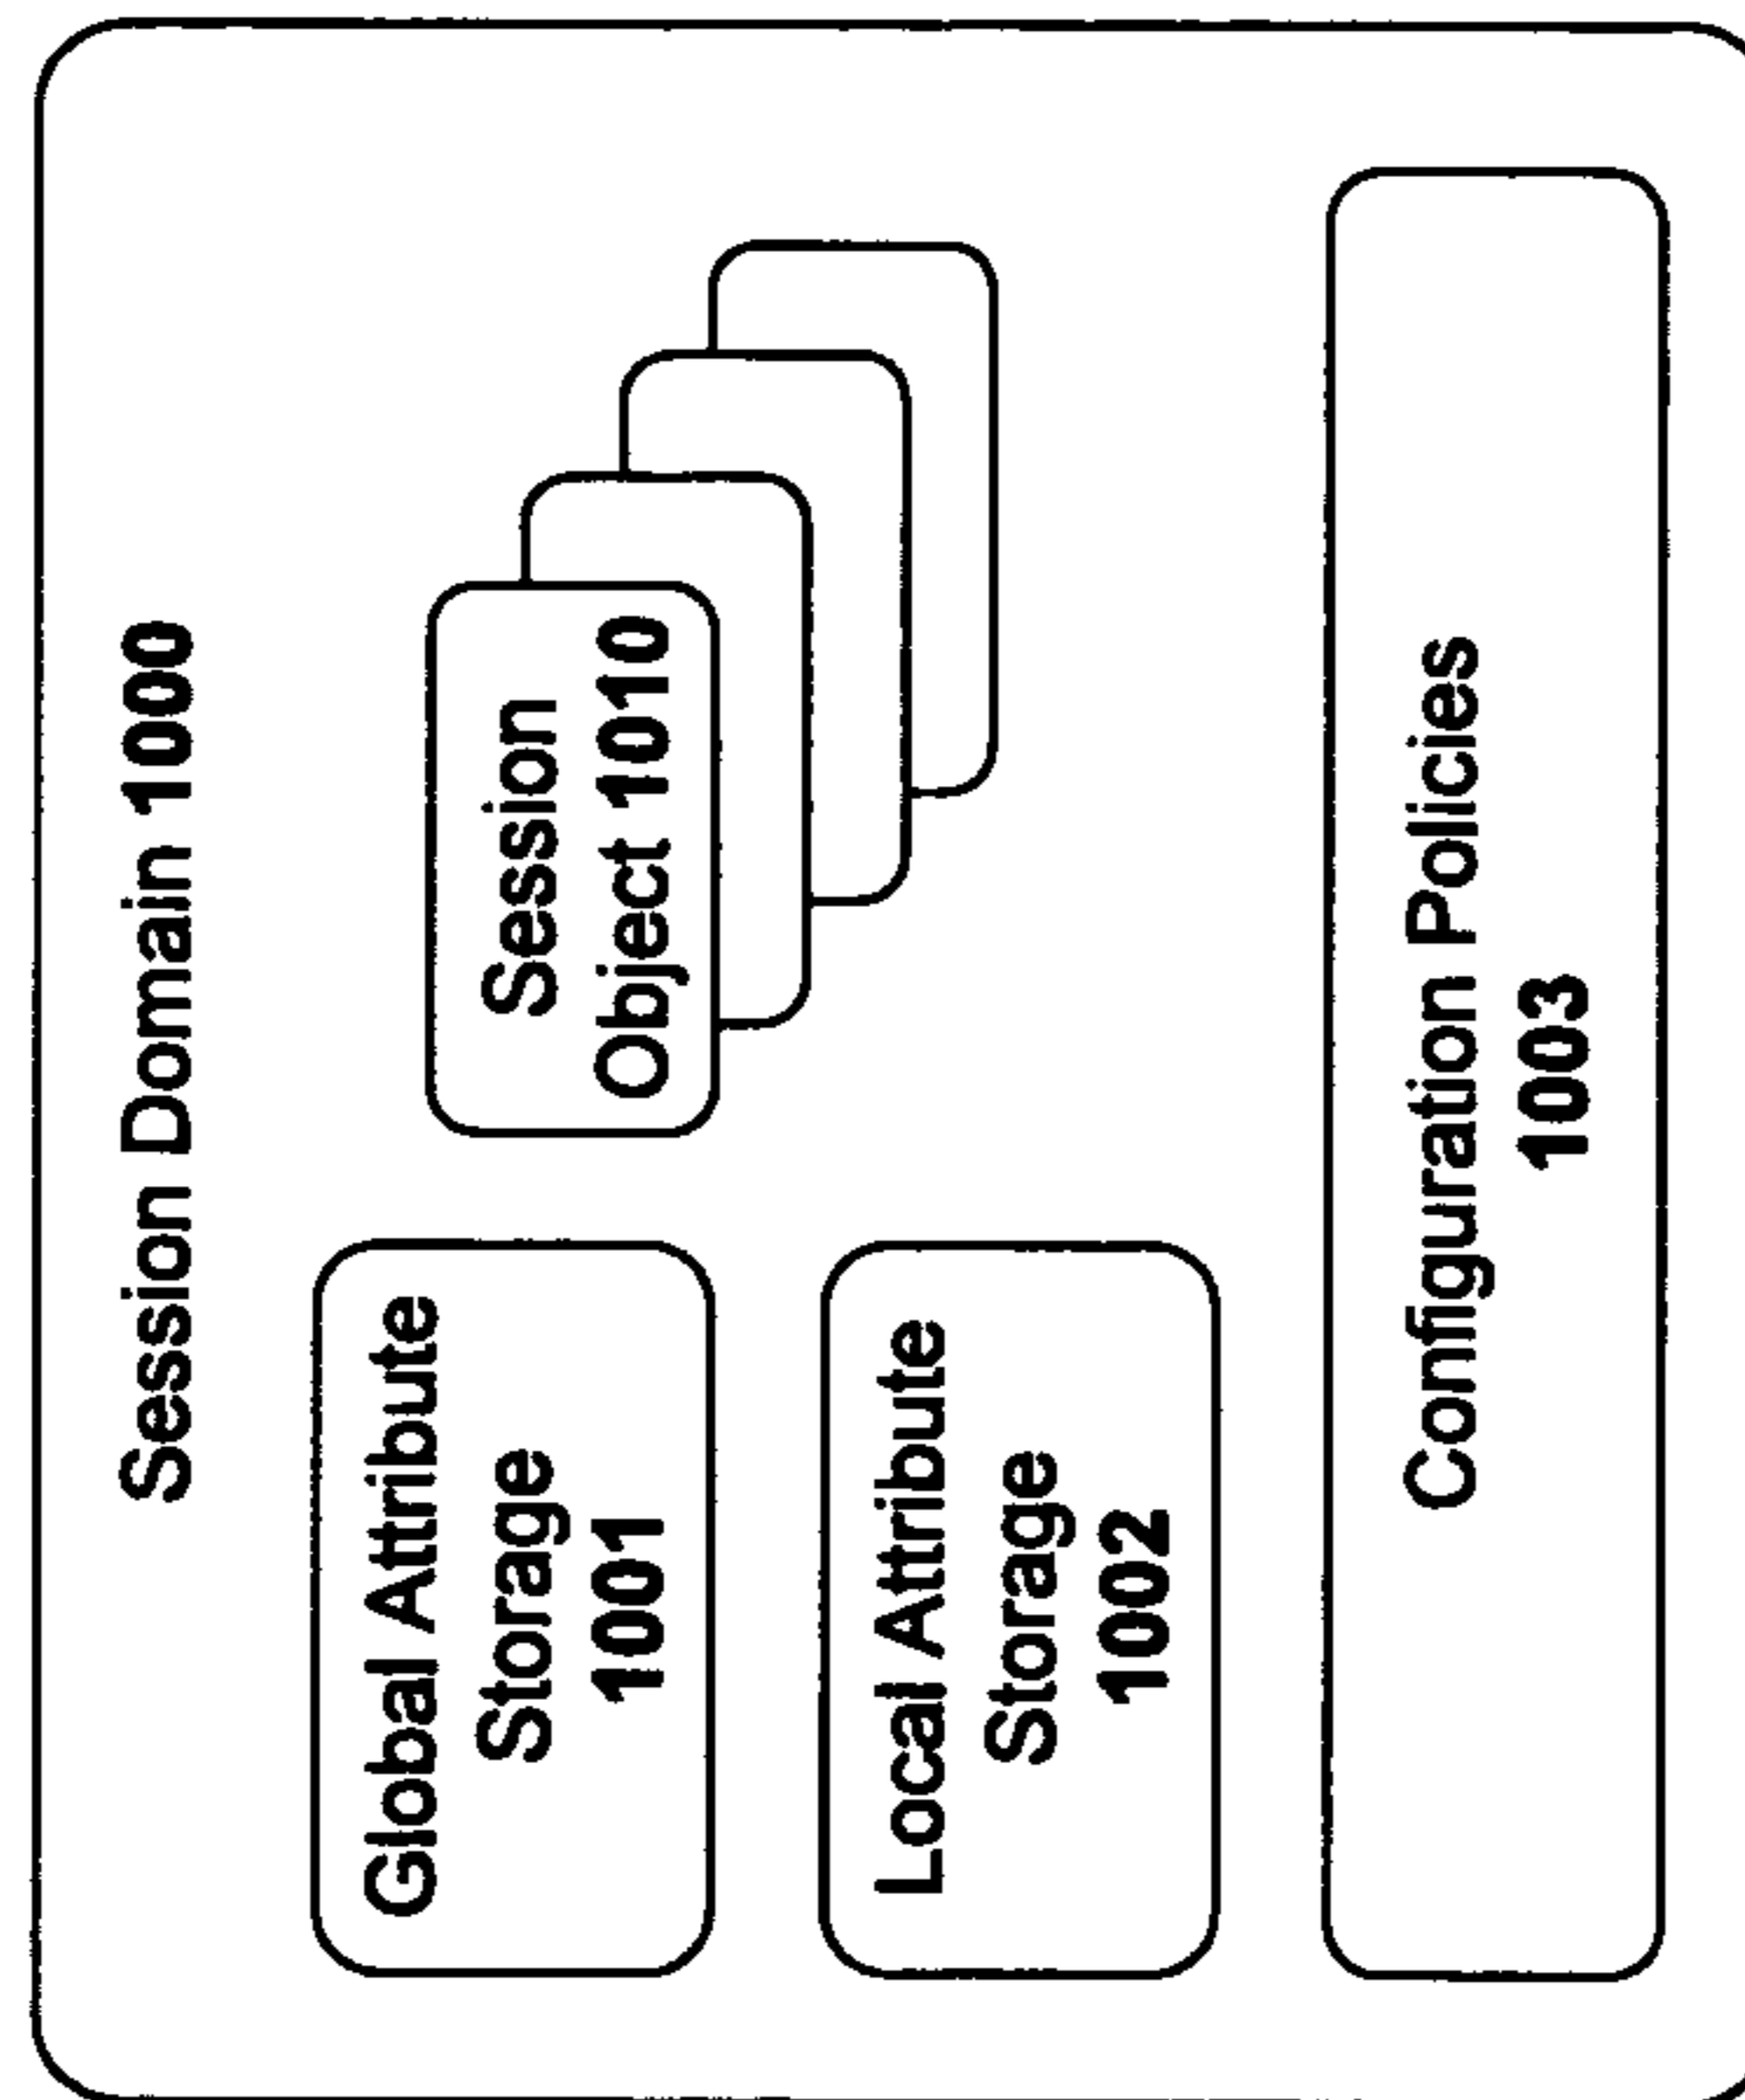 Session Domain 1000
Global Attribute
Storage
1001
Session
Object 1010
Local Attribute
Storage
1002
Configuration Policies
1003